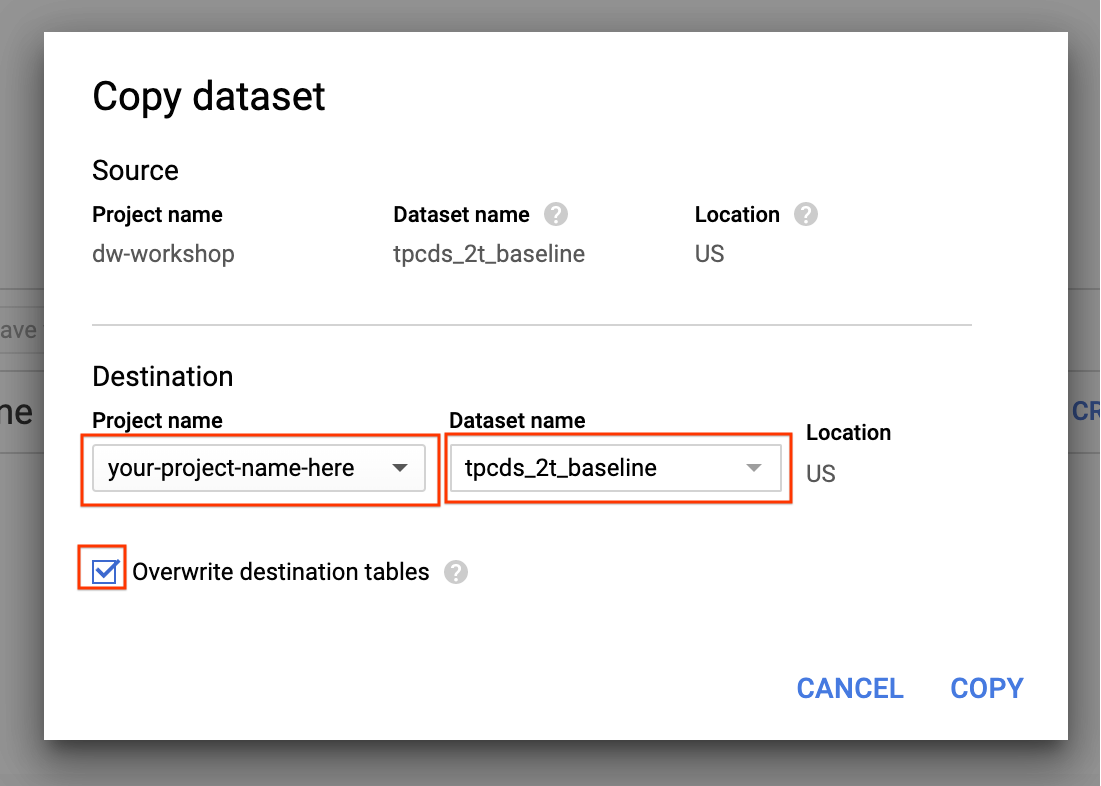 Copy dataset
Source
Project name Dataset name ? Location ?
dw-workshop tpcds_2t_baseline US
ave
Destination
ne
CR
Project name Dataset name Location
your-project-name-here tpcds_2t_baseline US
Overwrite destination tables ?
CANCEL COPY